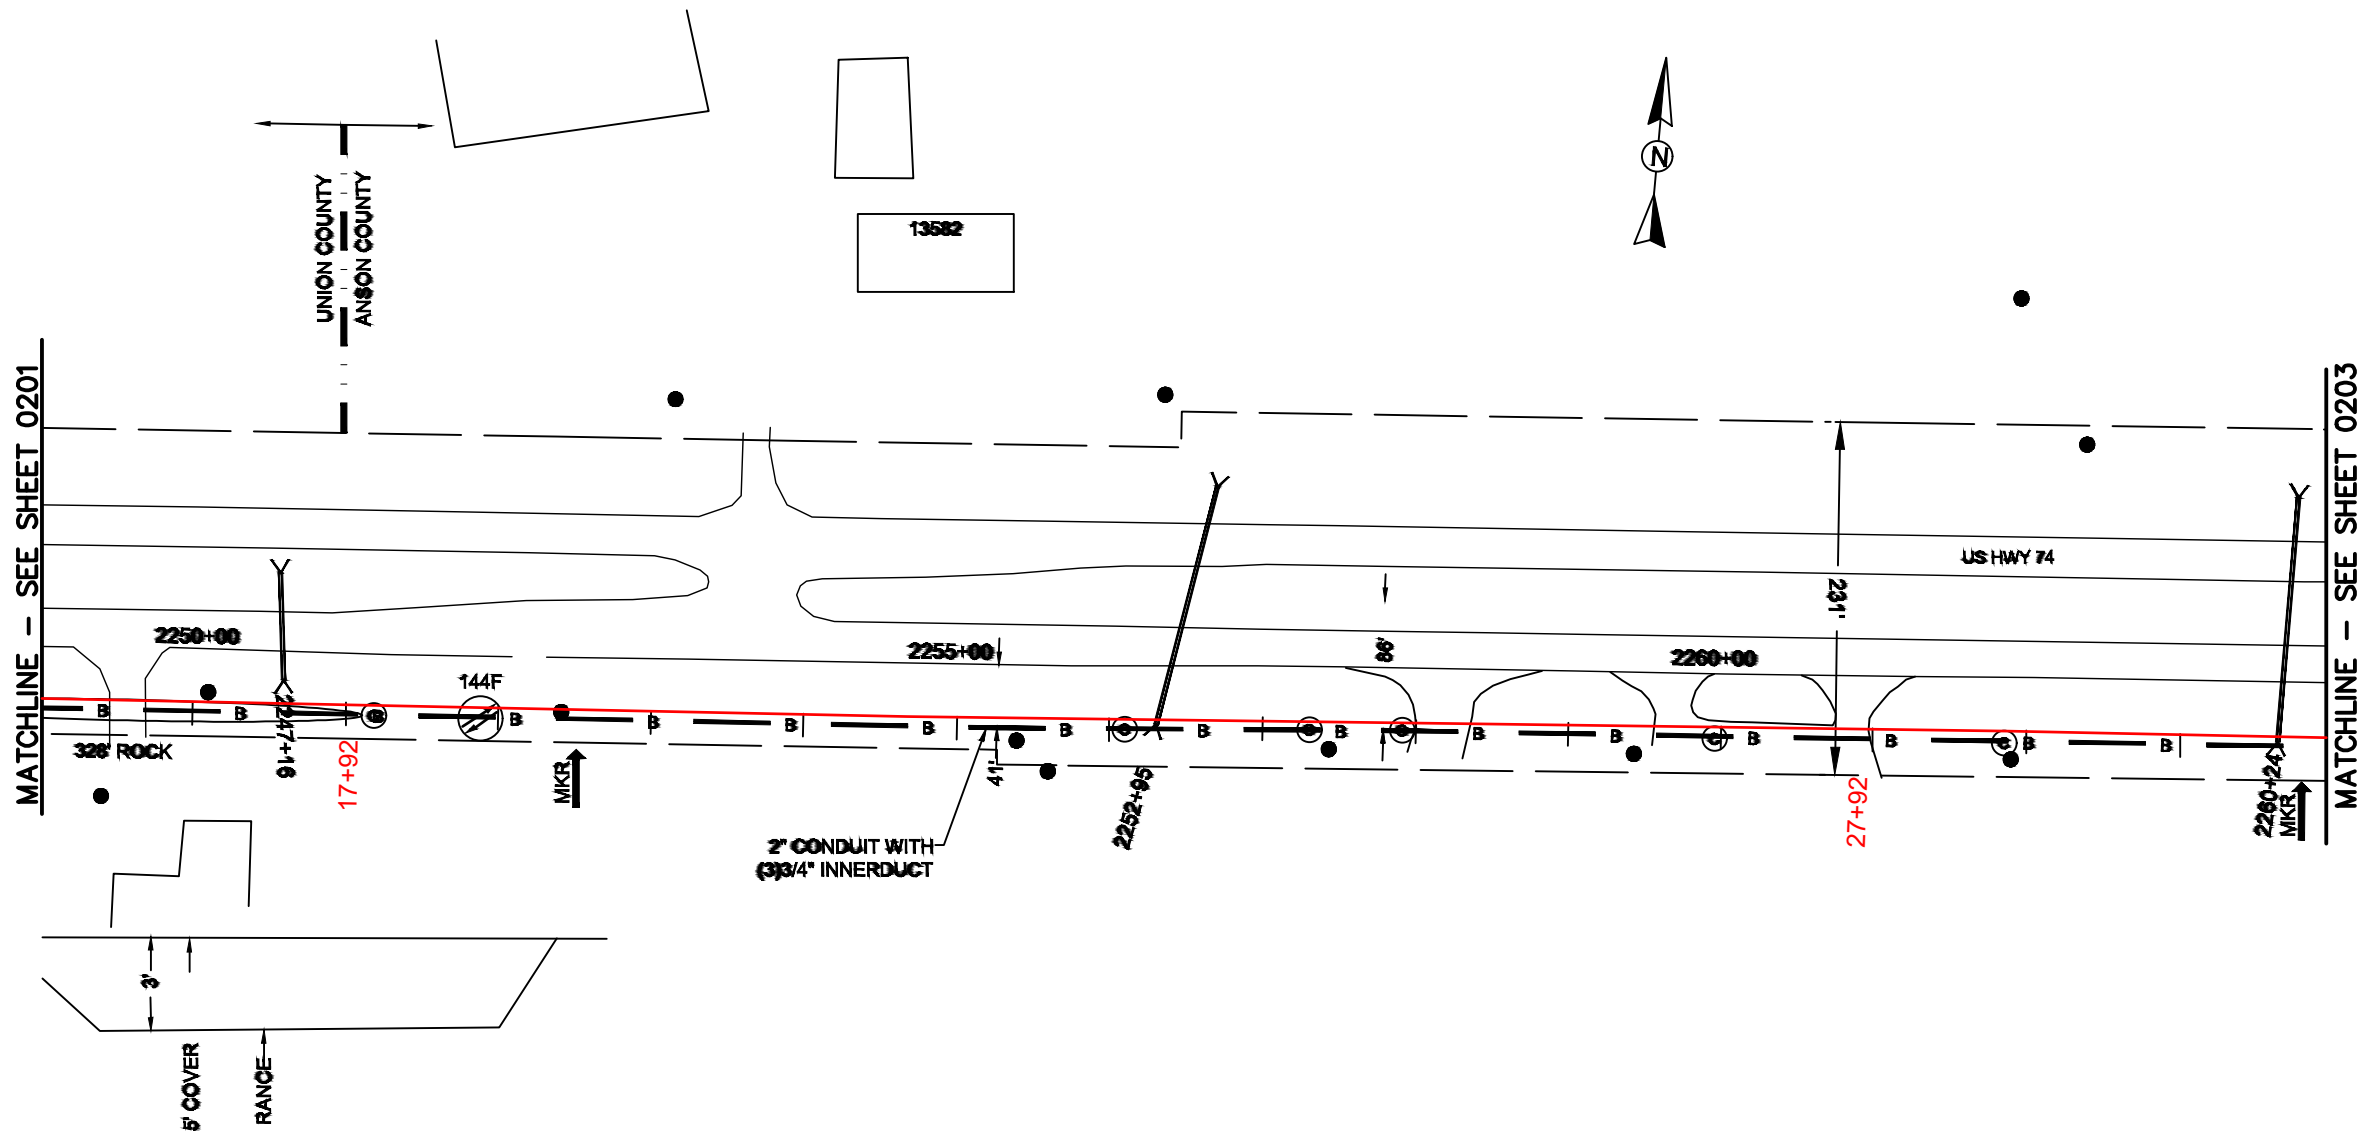 UNION COUNTY
ANSON COUNTY
13582
N
MATCHLINE - SEE SHEET 0201
MATCHLINE - SEE SHEET 0203
US HWY 74
231'
2250+00
2255+00
86'
2260+00
144F
B
B
C
B
B
B
B
B
C
B
C
B
C
B
B
C
B
B
C
B
B
328' ROCK
2247+16
17+92
MKR
41'
2252+95
27+92
2260+24
MKR
2" CONDUIT WITH
(3)3/4" INNERDUCT
3'
5' COVER
RANCE